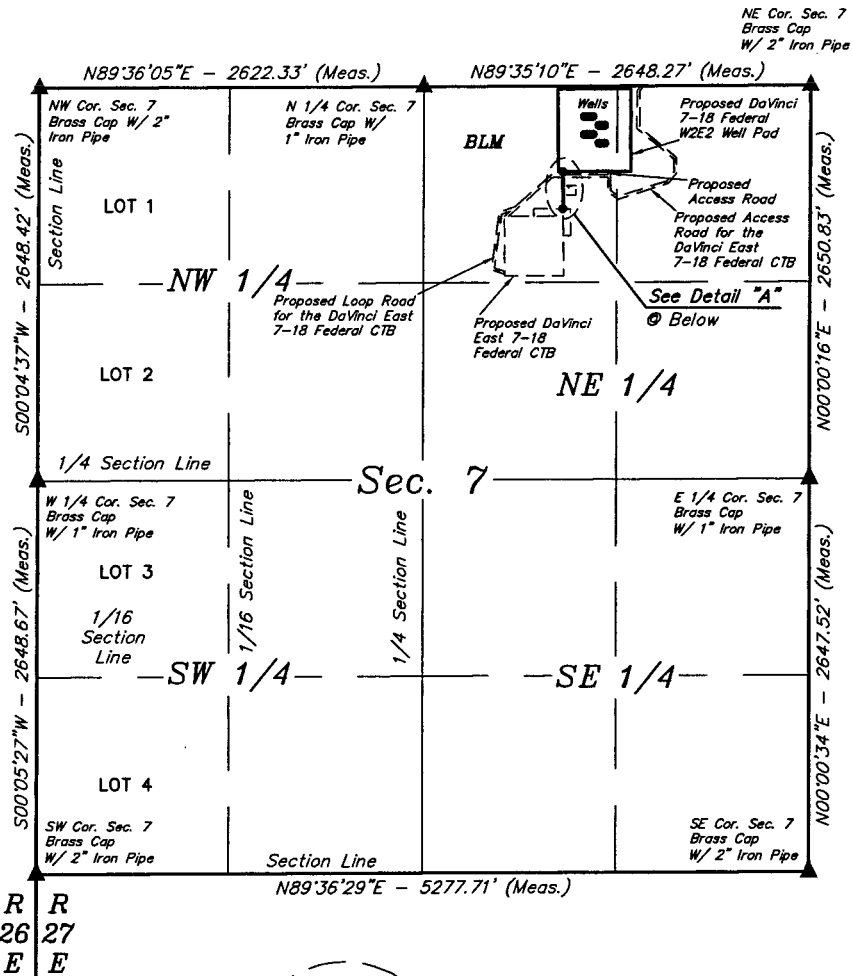 NE Cor. Sec. 7
Brass Cap
W/ 2" Iron Pipe
N89°36'05"E - 2622.33' (Meas.)
N89°35'10"E - 2648.27' (Meas.)
NW Cor. Sec. 7
Brass Cap W/ 2"
Iron Pipe
N 1/4 Cor. Sec. 7
Brass Cap W/
1" Iron Pipe
BLM
Wells
Proposed DaVinci
7-18 Federal
W2E2 Well Pad
Proposed
Access Road
Proposed Access
Road for the
DaVinci East
7-18 Federal CTB
Section Line
LOT 1
S00°04'37"W - 2648.42' (Meas.)
N00°00'16"E - 2650.83' (Meas.)
NW 1/4
Proposed Loop Road
for the DaVinci East
7-18 Federal CTB
Proposed DaVinci
East 7-18
Federal CTB
See Detail "A"
@ Below
LOT 2
NE 1/4
1/4 Section Line
Sec. 7
W 1/4 Cor. Sec. 7
Brass Cap
W/ 1" Iron Pipe
E 1/4 Cor. Sec. 7
Brass Cap
W/ 1" Iron Pipe
LOT 3
1/16
Section
Line
1/16 Section Line
1/4 Section Line
S00°05'27"W - 2648.67' (Meas.)
N00°00'34"E - 2647.52' (Meas.)
SW 1/4
SE 1/4
LOT 4
SW Cor. Sec. 7
Brass Cap
W/ 2" Iron Pipe
SE Cor. Sec. 7
Brass Cap
W/ 2" Iron Pipe
Section Line
N89°36'29"E - 5277.71' (Meas.)
R R
26 27
E E